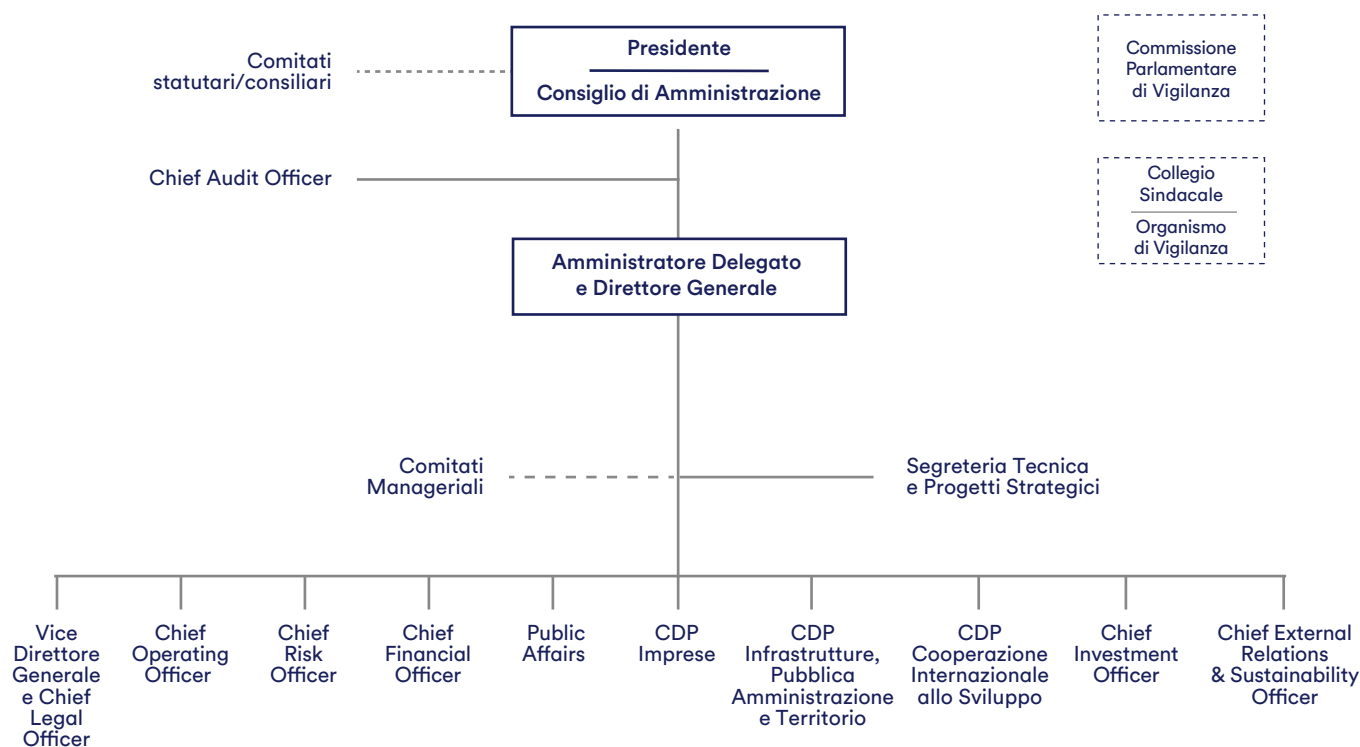 Comitati
statutari/consiliari
Presidente
Consiglio di Amministrazione
Commissione
Parlamentare
di Vigilanza
Chief Audit Officer
Collegio
Sindacale
Organismo
di Vigilanza
Amministratore Delegato
e Direttore Generale
Comitati
Manageriali
Segreteria Tecnica
e Progetti Strategici
Vice
Direttore
Generale
e Chief
Legal
Officer
Chief
Operating
Officer
Chief
Risk
Officer
Chief
Financial
Officer
Public
Affairs
CDP
Imprese
CDP
Infrastrutture,
Pubblica
Amministrazione
e Territorio
CDP
Cooperazione
Internazionale
allo Sviluppo
Chief
Investment
Officer
Chief External
Relations
& Sustainability
Officer